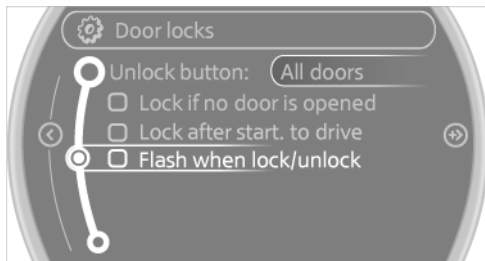 Door locks
Unlock button: All doors
Lock if no door is opened
Lock after start. to drive
Flash when lock/unlock